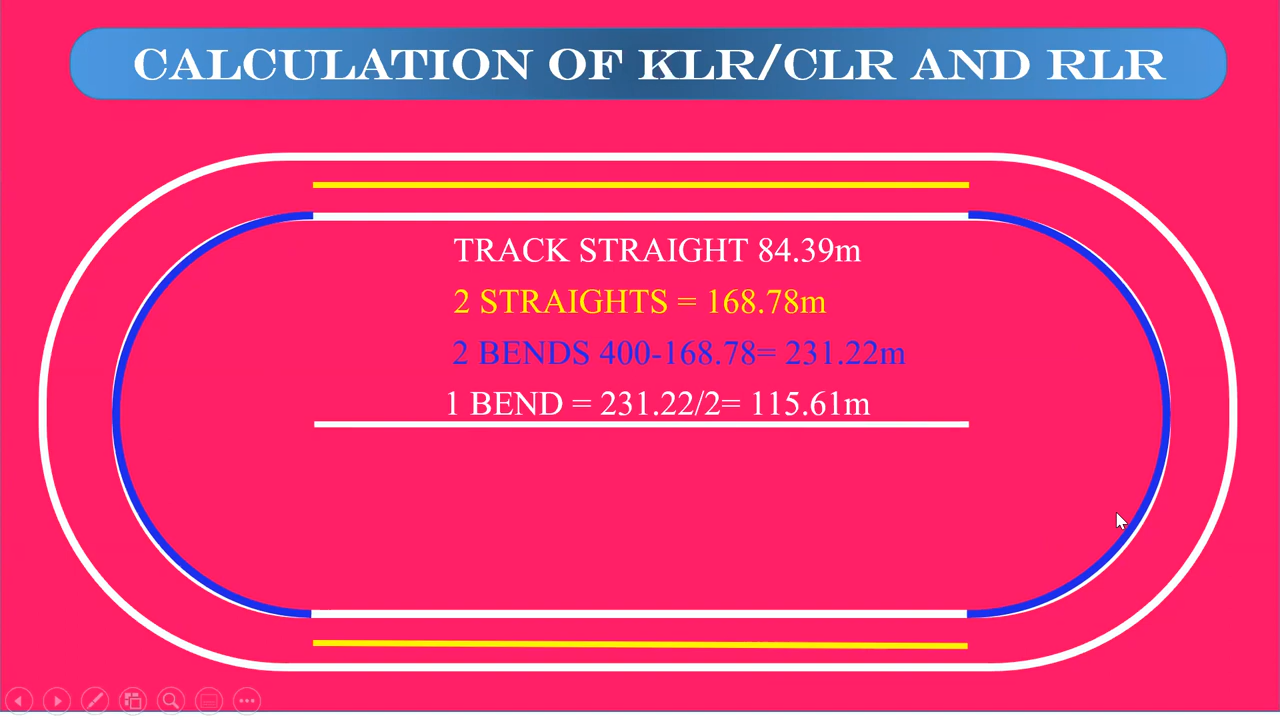 CALCULATION OF KLR/CLR AND RLR
TRACK STRAIGHT 84.39m
2 STRAIGHTS = 168.78m
2 BENDS 400-168.78= 231.22m
1 BEND = 231.22/2= 115.61m